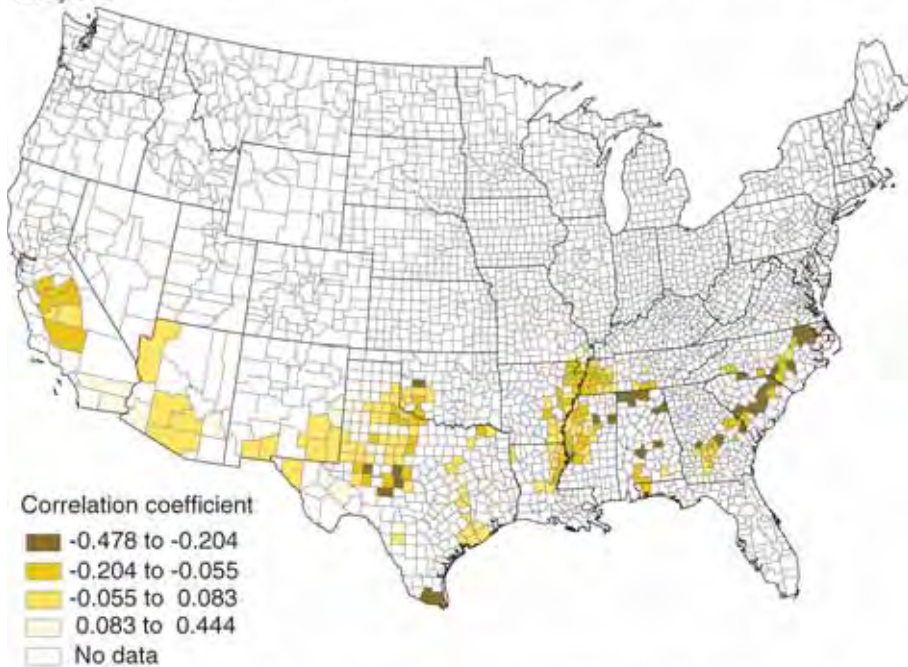 Correlation coefficient
-0.478 to -0.204
-0.204 to -0.055
-0.055 to 0.083
0.083 to 0.444
No data